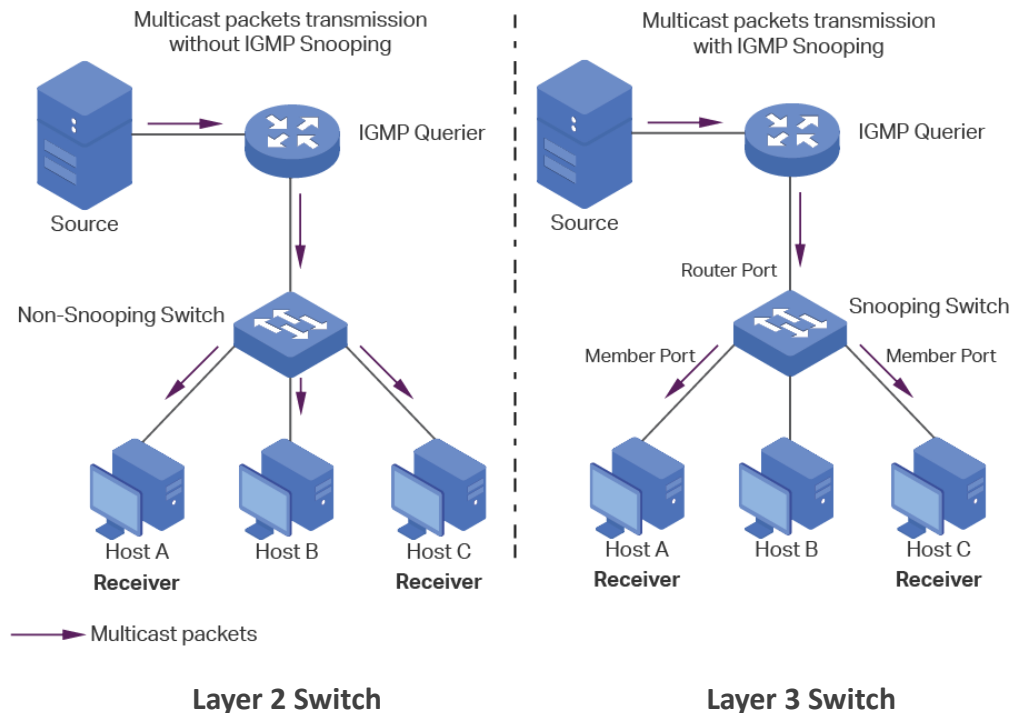 Multicast packets transmission
without IGMP Snooping
IGMP Querier
Source
Non-Snooping Switch
Host A
Receiver
Host B
Host C
Receiver
Multicast packets
Layer 2 Switch
Multicast packets transmission
with IGMP Snooping
IGMP Querier
Source
Router Port
Snooping Switch
Member Port
Member Port
Host A
Receiver
Host B
Host C
Receiver
Layer 3 Switch